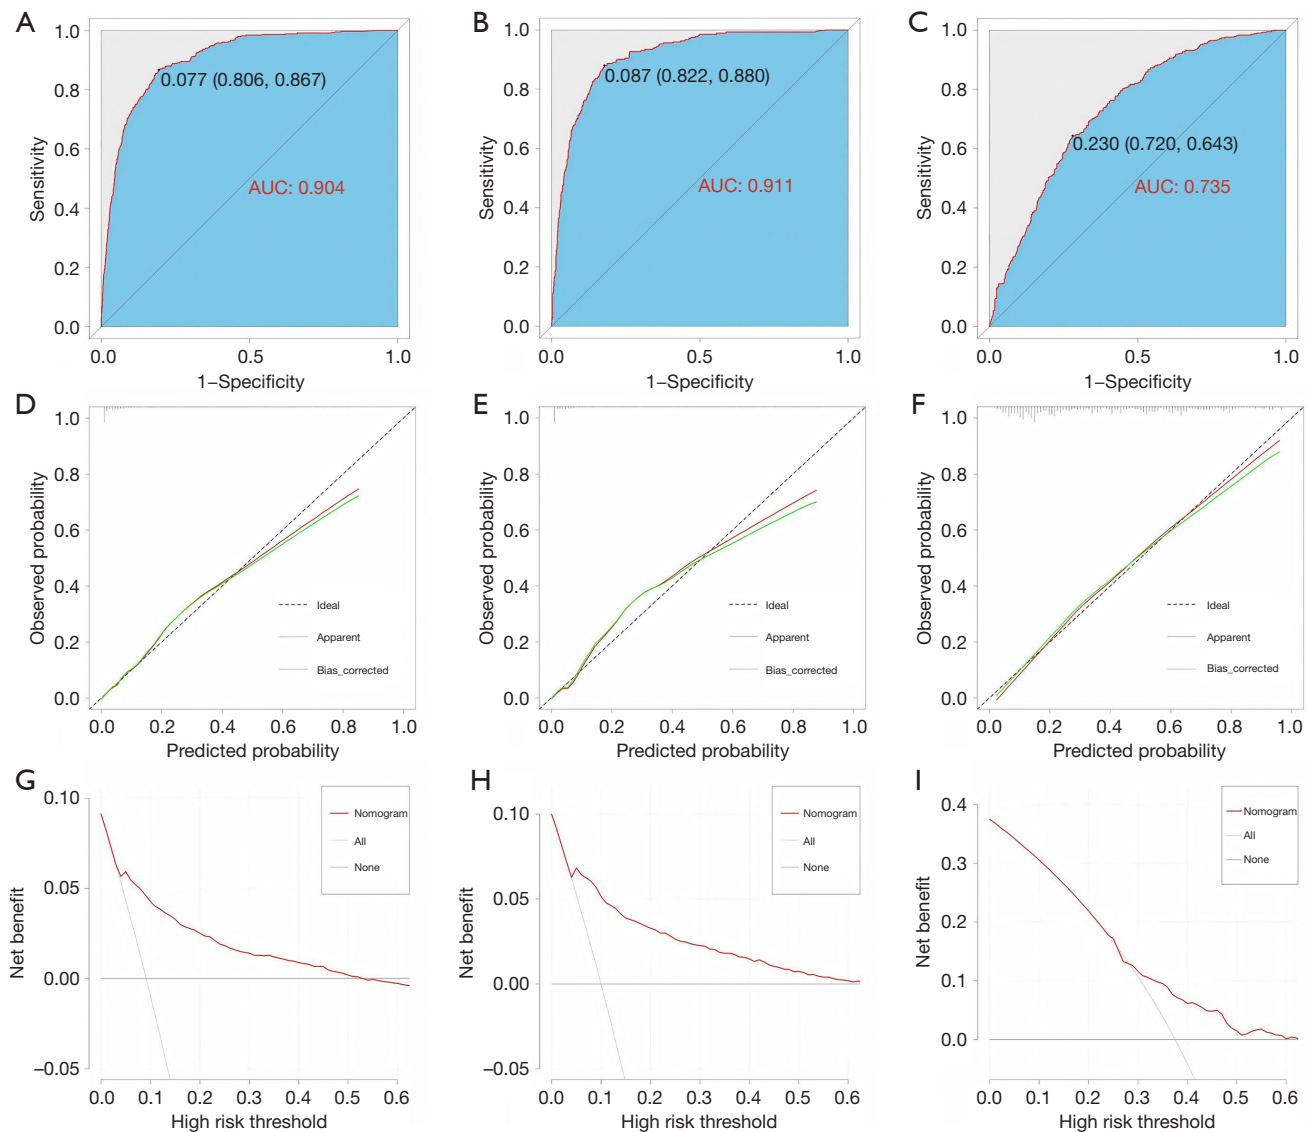 A
1.0
0.8
0.6
0.4
0.2
0.0
Sensitivity
0.077 (0.806, 0.867)
AUC: 0.904
0.0 0.5 1.0
1–Specificity
B
1.0
0.8
0.6
0.4
0.2
0.0
Sensitivity
0.087 (0.822, 0.880)
AUC: 0.911
0.0 0.5 1.0
1–Specificity
C
1.0
0.8
0.6
0.4
0.2
0.0
Sensitivity
0.230 (0.720, 0.643)
AUC: 0.735
0.0 0.5 1.0
1–Specificity
D
1.0
0.8
0.6
0.4
0.2
0.0
Observed probability
Ideal
Apparent
Bias_corrected
0.0 0.2 0.4 0.6 0.8 1.0
Predicted probability
E
1.0
0.8
0.6
0.4
0.2
0.0
Observed probability
Ideal
Apparent
Bias_corrected
0.0 0.2 0.4 0.6 0.8 1.0
Predicted probability
F
1.0
0.8
0.6
0.4
0.2
0.0
Observed probability
Ideal
Apparent
Bias_corrected
0.0 0.2 0.4 0.6 0.8 1.0
Predicted probability
G
0.10
0.05
0.00
–0.05
Net benefit
Nomogram
All
None
0.0 0.1 0.2 0.3 0.4 0.5 0.6
High risk threshold
H
0.10
0.05
0.00
–0.05
Net benefit
Nomogram
All
None
0.0 0.1 0.2 0.3 0.4 0.5 0.6
High risk threshold
I
0.4
0.3
0.2
0.1
0.0
Net benefit
Nomogram
All
None
0.0 0.1 0.2 0.3 0.4 0.5 0.6
High risk threshold